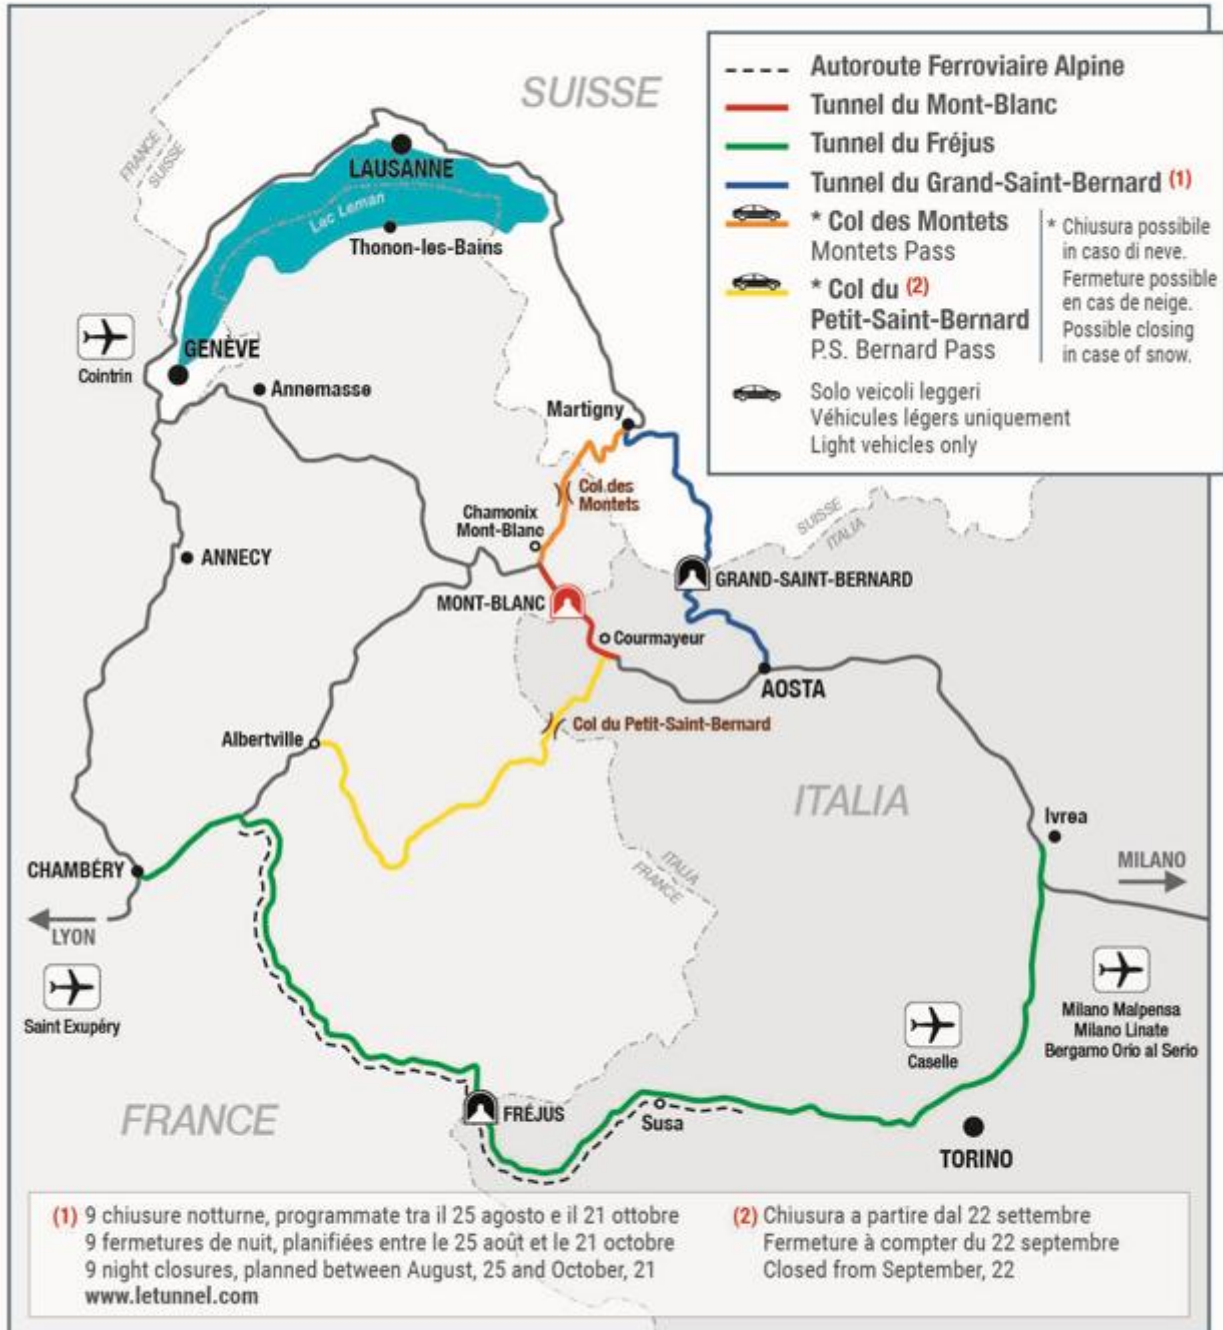 SUISSE
FRANCE
SUISSE
LAUSANNE
Lac Leman
Thonon-les-Bains
GENÈVE
Cointrin
Annemasse
Martigny
Col des
Montets
Chamonix
Mont-Blanc
ANNECY
MONT-BLANC
GRAND-SAINT-BERNARD
SUISSE
ITALIA
Courmayeur
AOSTA
Col du Petit-Saint-Bernard
Albertville
ITALIA
Ivrea
MILANO
ITALIA
FRANCE
CHAMBÉRY
LYON
Saint Exupéry
Milano Malpensa
Milano Linate
Bergamo Orio al Serio
Caselle
FRANCE
FRÉJUS
Susa
TORINO
Autoroute Ferroviaire Alpine
Tunnel du Mont-Blanc
Tunnel du Fréjus
Tunnel du Grand-Saint-Bernard (1)
* Col des Montets
Montets Pass
* Col du (2)
Petit-Saint-Bernard
P.S. Bernard Pass
* Chiusura possibile
in caso di neve.
Fermeture possible
en cas de neige.
Possible closing
in case of snow.
Solo veicoli leggeri
Véhicules légers uniquement
Light vehicles only
(1) 9 chiusure notturne, programmate tra il 25 agosto e il 21 ottobre
9 fermetures de nuit, planifiées entre le 25 août et le 21 octobre
9 night closures, planned between August, 25 and October, 21
www.letunnel.com
(2) Chiusura a partire dal 22 settembre
Fermeture à compter du 22 septembre
Closed from September, 22